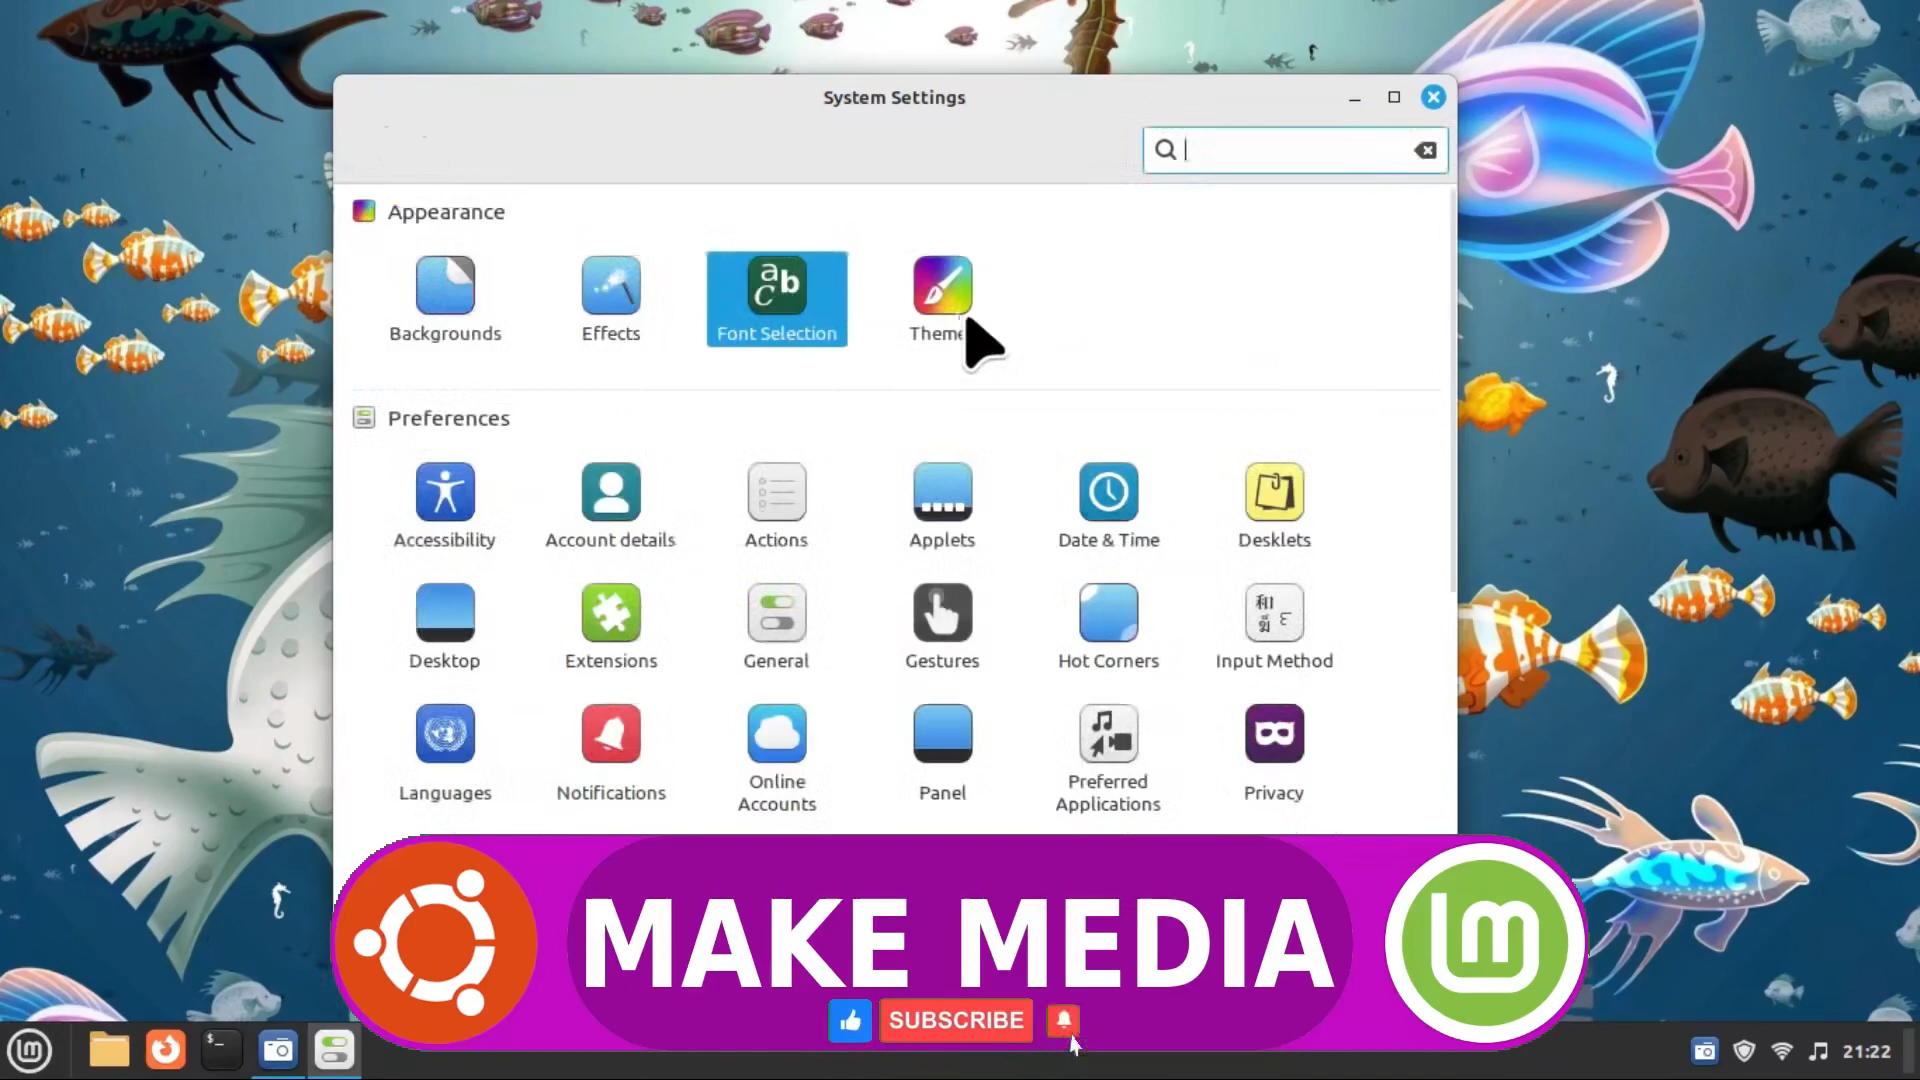 System Settings
Appearance
Backgrounds
Effects
Font Selection
Theme
Preferences
Accessibility
Account details
Actions
Applets
Date & Time
Desklets
Desktop
Extensions
General
Gestures
Hot Corners
Input Method
Languages
Notifications
Online
Accounts
Panel
Preferred
Applications
Privacy
MAKE MEDIA
SUBSCRIBE
21:22